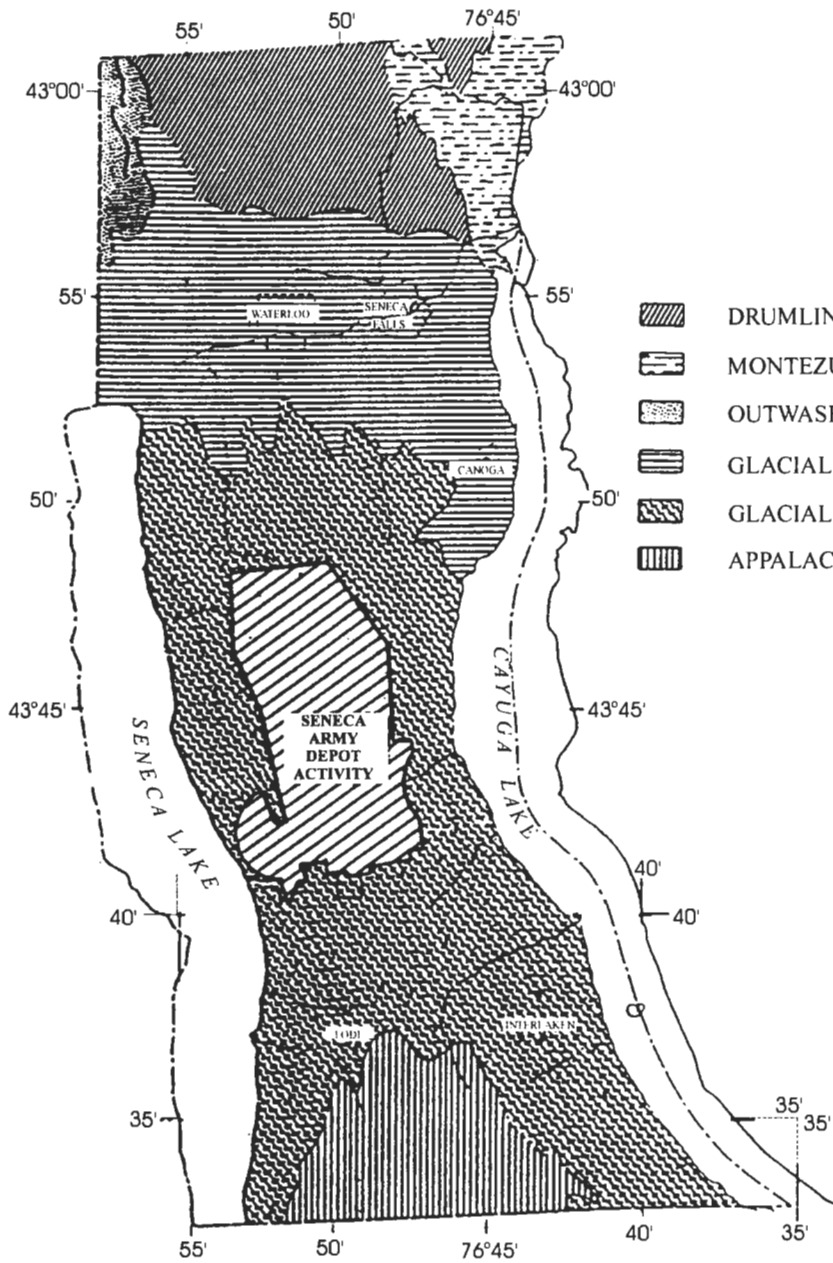 55' 50' 76°45'
43°00' 43°00'
55' 55'
WATERLOO
SENECA
FALLS
DRUMLIN
MONTEZU
OUTWASH
GLACIAL
GLACIAL
APPALAC
CANOGA
50' 50'
43°45' 43°45'
SENECA
ARMY
DEPOT
ACTIVITY
SENECA LAKE
CAYUGA LAKE
40'
40' 40'
LODI
INTERLAKEN
35' 35'
35'
55' 50' 76°45' 40' 35'